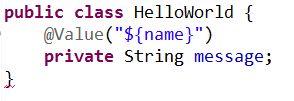 public class HelloWorld {
    @Value("${name}")
    private String message;
}